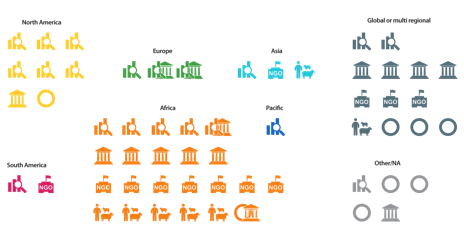 North America
Global or multi regional
Europe
Asia
NGO
NGO NGO NGO
Africa
Pacific
South America
NGO
NGO NGO NGO NGO NGO NGO NGO
Other/NA